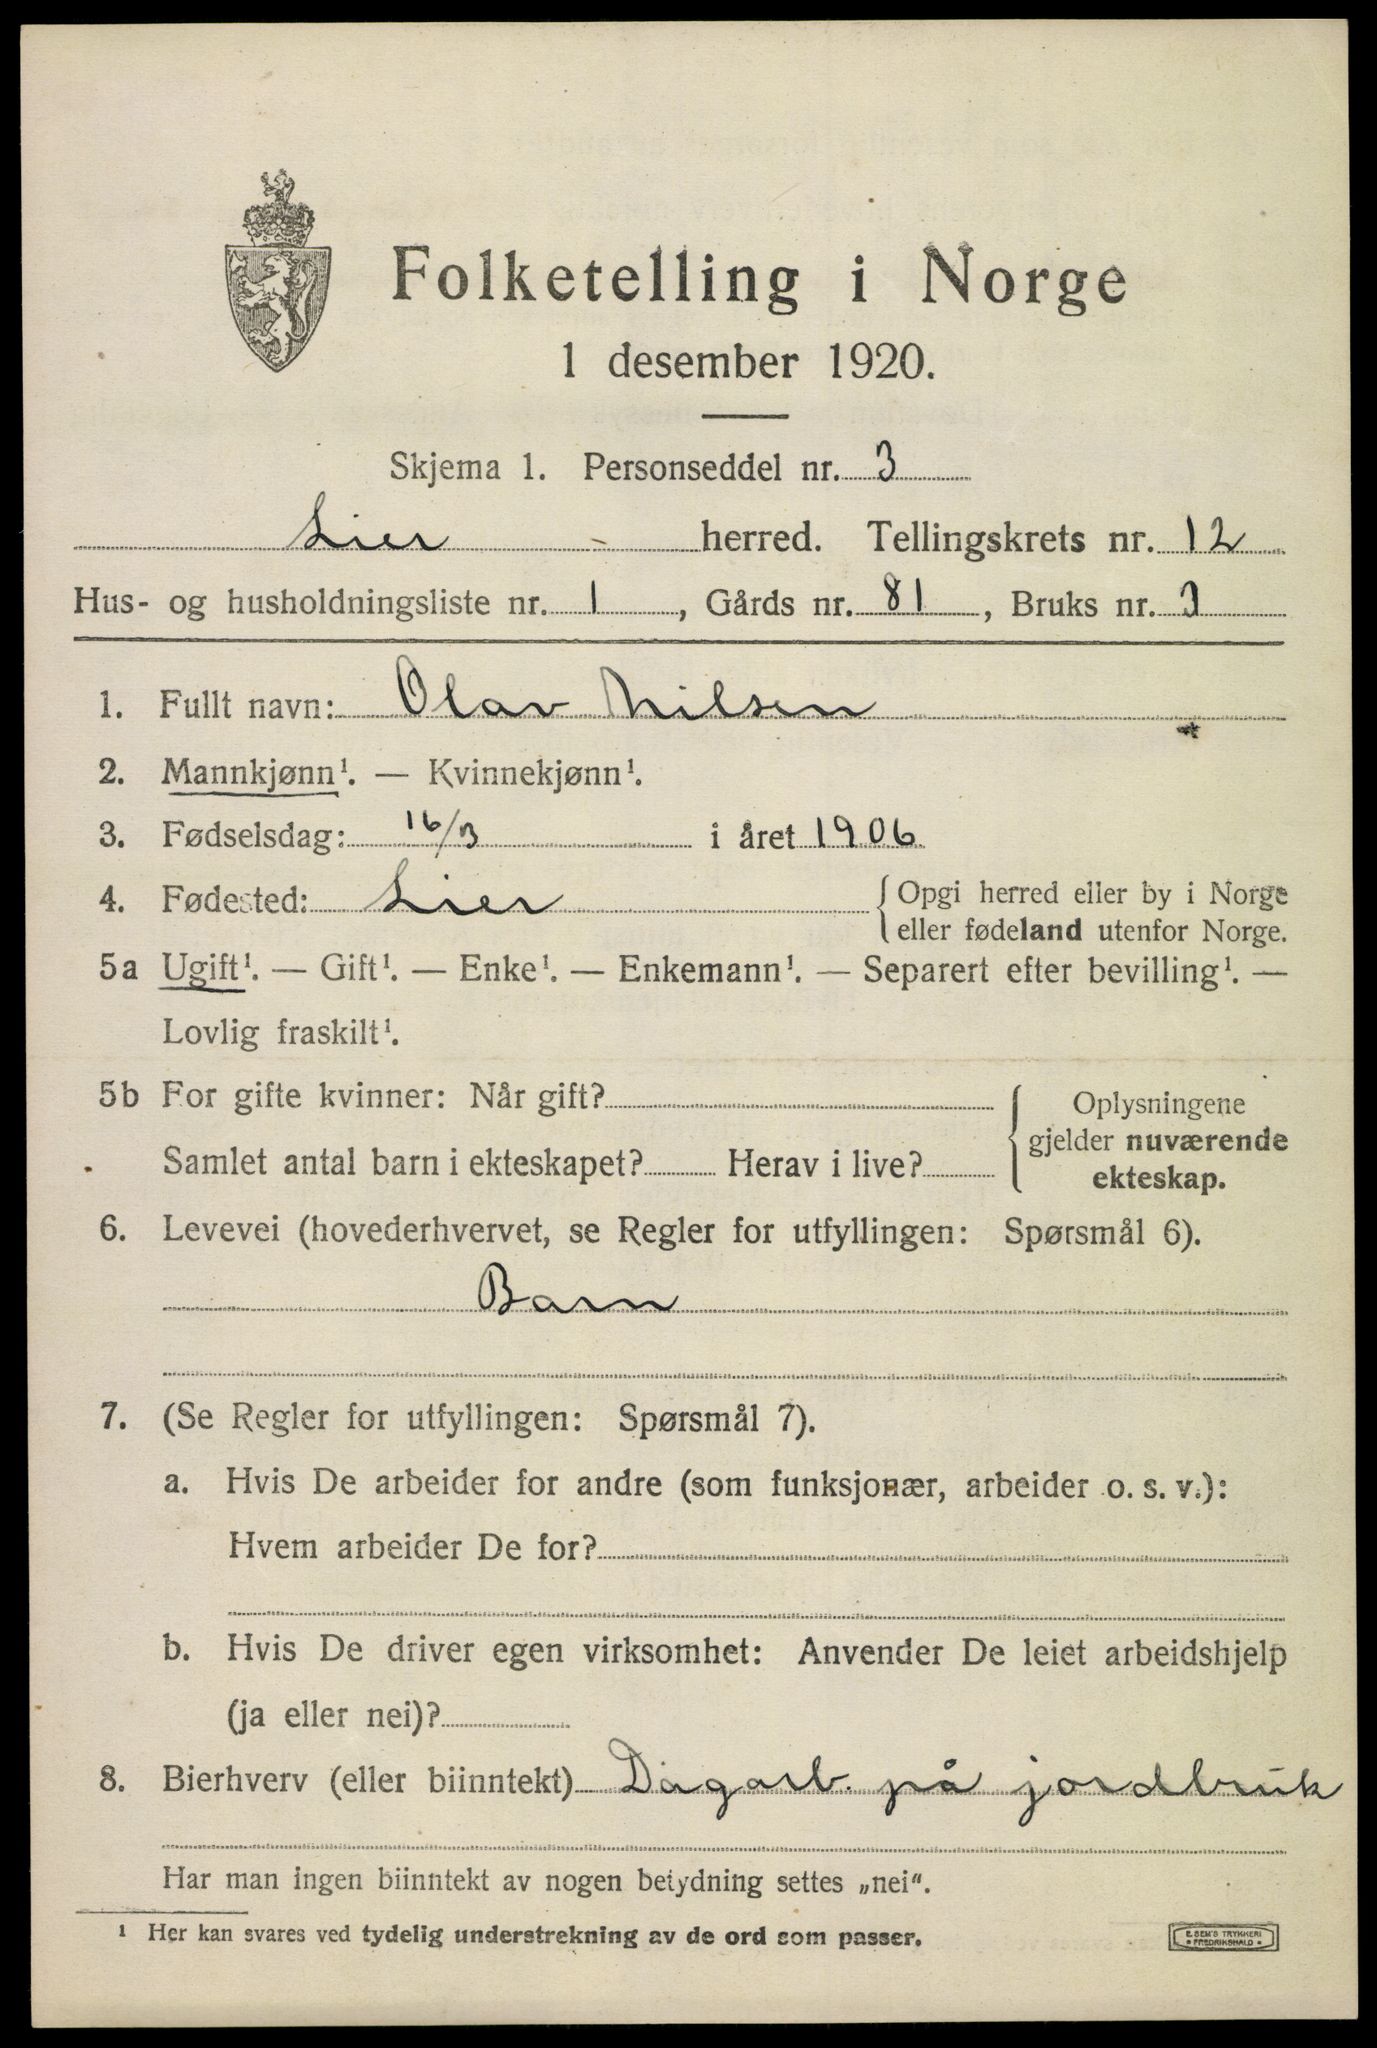 Folketelling i Norge
1 desember 1920.
Skjema 1. Personseddel nr. 3
Lier herred. Tellingskrets nr. 12
Hus- og husholdningsliste nr. 1, Gårds nr. 81, Bruks nr. 3
1. Fullt navn: Olav Nilsen
2. Mannkjønn¹. — Kvinnekjønn¹.
3. Fødselsdag: 16/3 i året 1906
4. Fødested: Lier Opgi herred eller by i Norge
eller fødeland utenfor Norge.
5a Ugift¹. — Gift¹. — Enke¹. — Enkemann¹. — Separert efter bevilling¹. —
Lovlig fraskilt¹.
5b For gifte kvinner: Når gift?
Samlet antal barn i ekteskapet? Herav i live?
Oplysningene
gjelder nuværende
ekteskap.
6. Levevei (hovederhvervet, se Regler for utfyllingen: Spørsmål 6).
Barn
7. (Se Regler for utfyllingen: Spørsmål 7).
a. Hvis De arbeider for andre (som funksjonær, arbeider o. s. v.):
Hvem arbeider De for?
b. Hvis De driver egen virksomhet: Anvender De leiet arbeidshjelp
(ja eller nei)?
8. Bierhverv (eller biinntekt) Dagarb. på jordbruk
Har man ingen biinntekt av nogen betydning settes „nei".
¹ Her kan svares ved tydelig understrekning av de ord som passer.
E. SEM'S TRYKKERI
* FREDRIKSHALD *